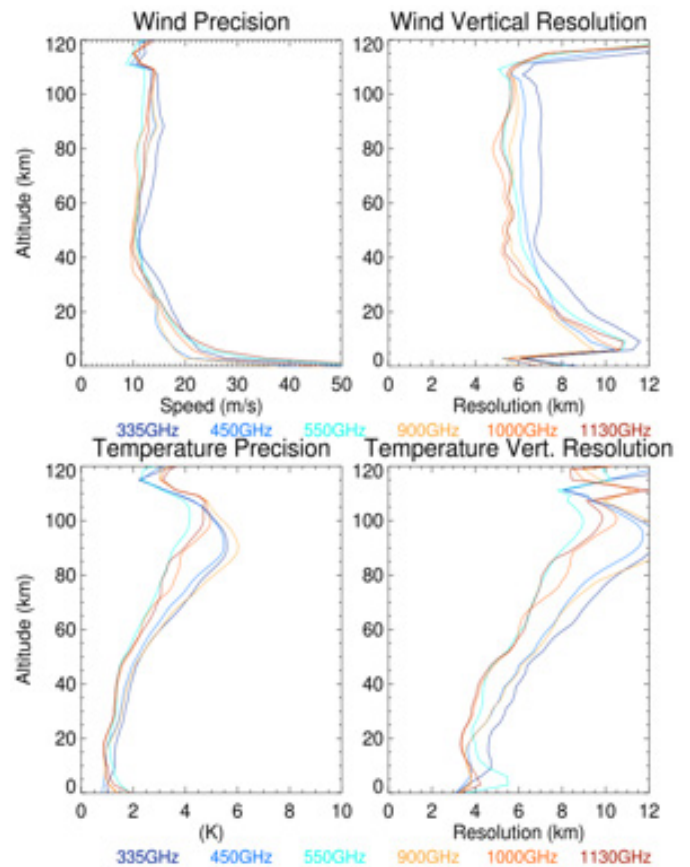 Wind Precision
Wind Vertical Resolution
120
100
80
60
40
20
0
Altitude (km)
0 10 20 30 40 50
Speed (m/s)
0 2 4 6 8 10 12
Resolution (km)
335GHz 450GHz 550GHz 900GHz 1000GHz 1130GHz
Temperature Precision
Temperature Vert. Resolution
120
100
80
60
40
20
0
Altitude (km)
0 2 4 6 8 10
(K)
0 2 4 6 8 10 12
Resolution (km)
335GHz 450GHz 550GHz 900GHz 1000GHz 1130GHz